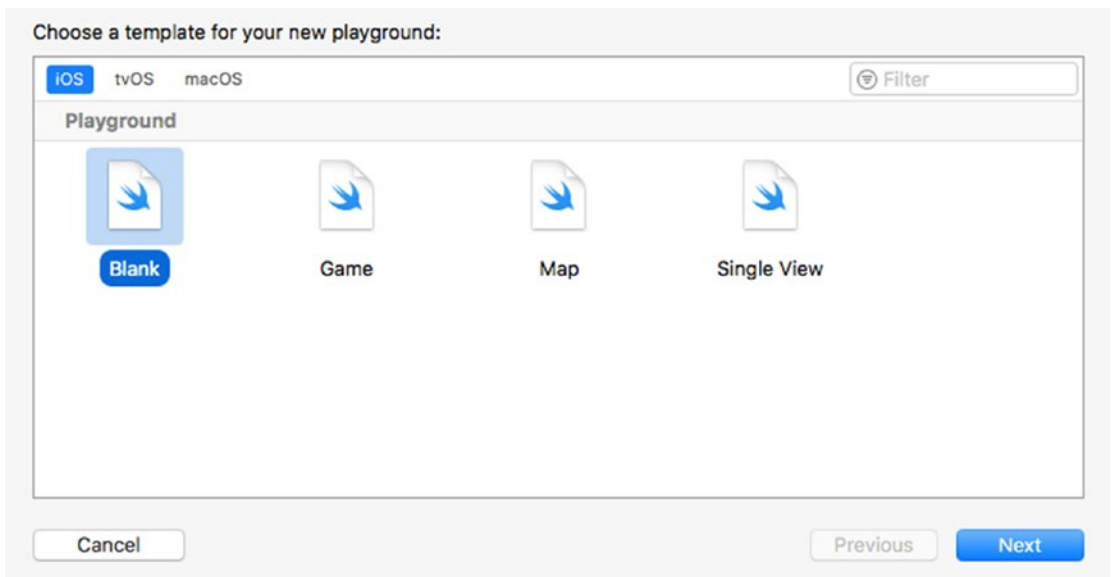 Choose a template for your new playground:
iOS tvOS macOS Filter
Playground
Blank Game Map Single View
Cancel Previous Next